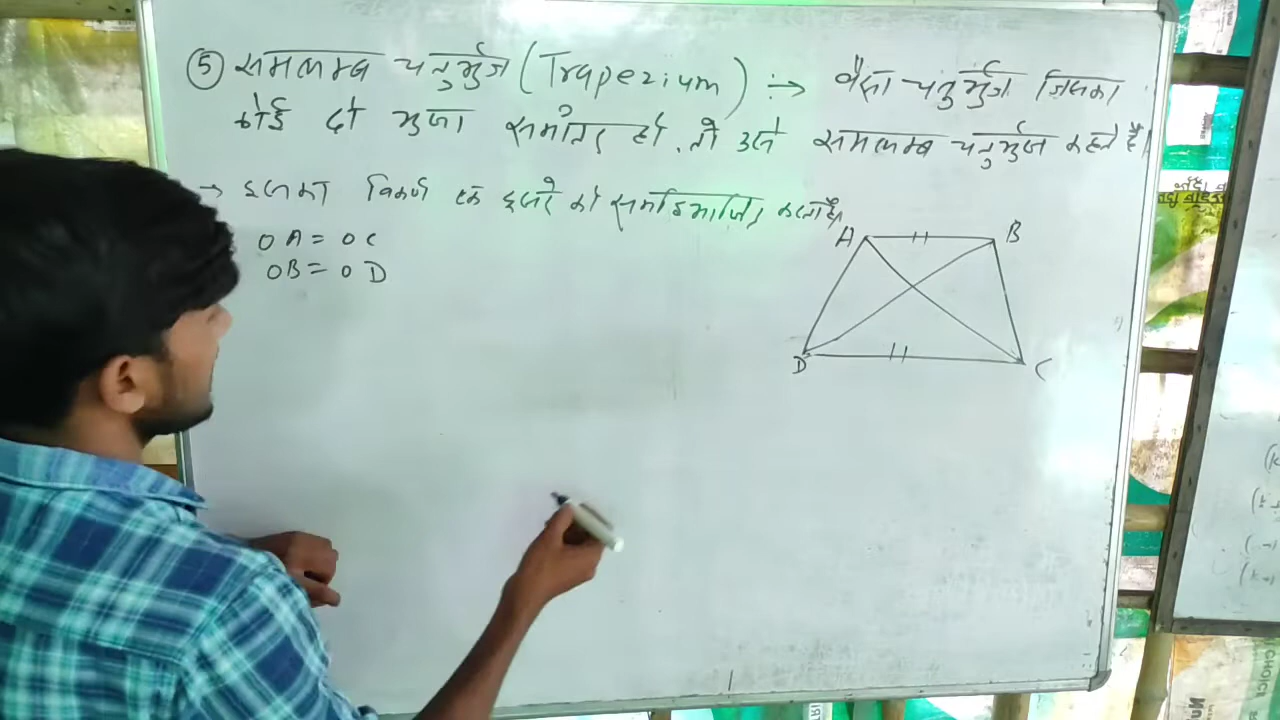 ⑤ समलम्ब चतुर्भुज (Trapezium) :→ वैसा चतुर्भुज जिसका
कोई दो भुजा समांतर हो, तो उसे समलम्ब चतुर्भुज कहते हैं।
→ इसका विकर्ण एक दूसरे को समद्विभाजित करता है।
OA = OC
OB = OD
A B
D C